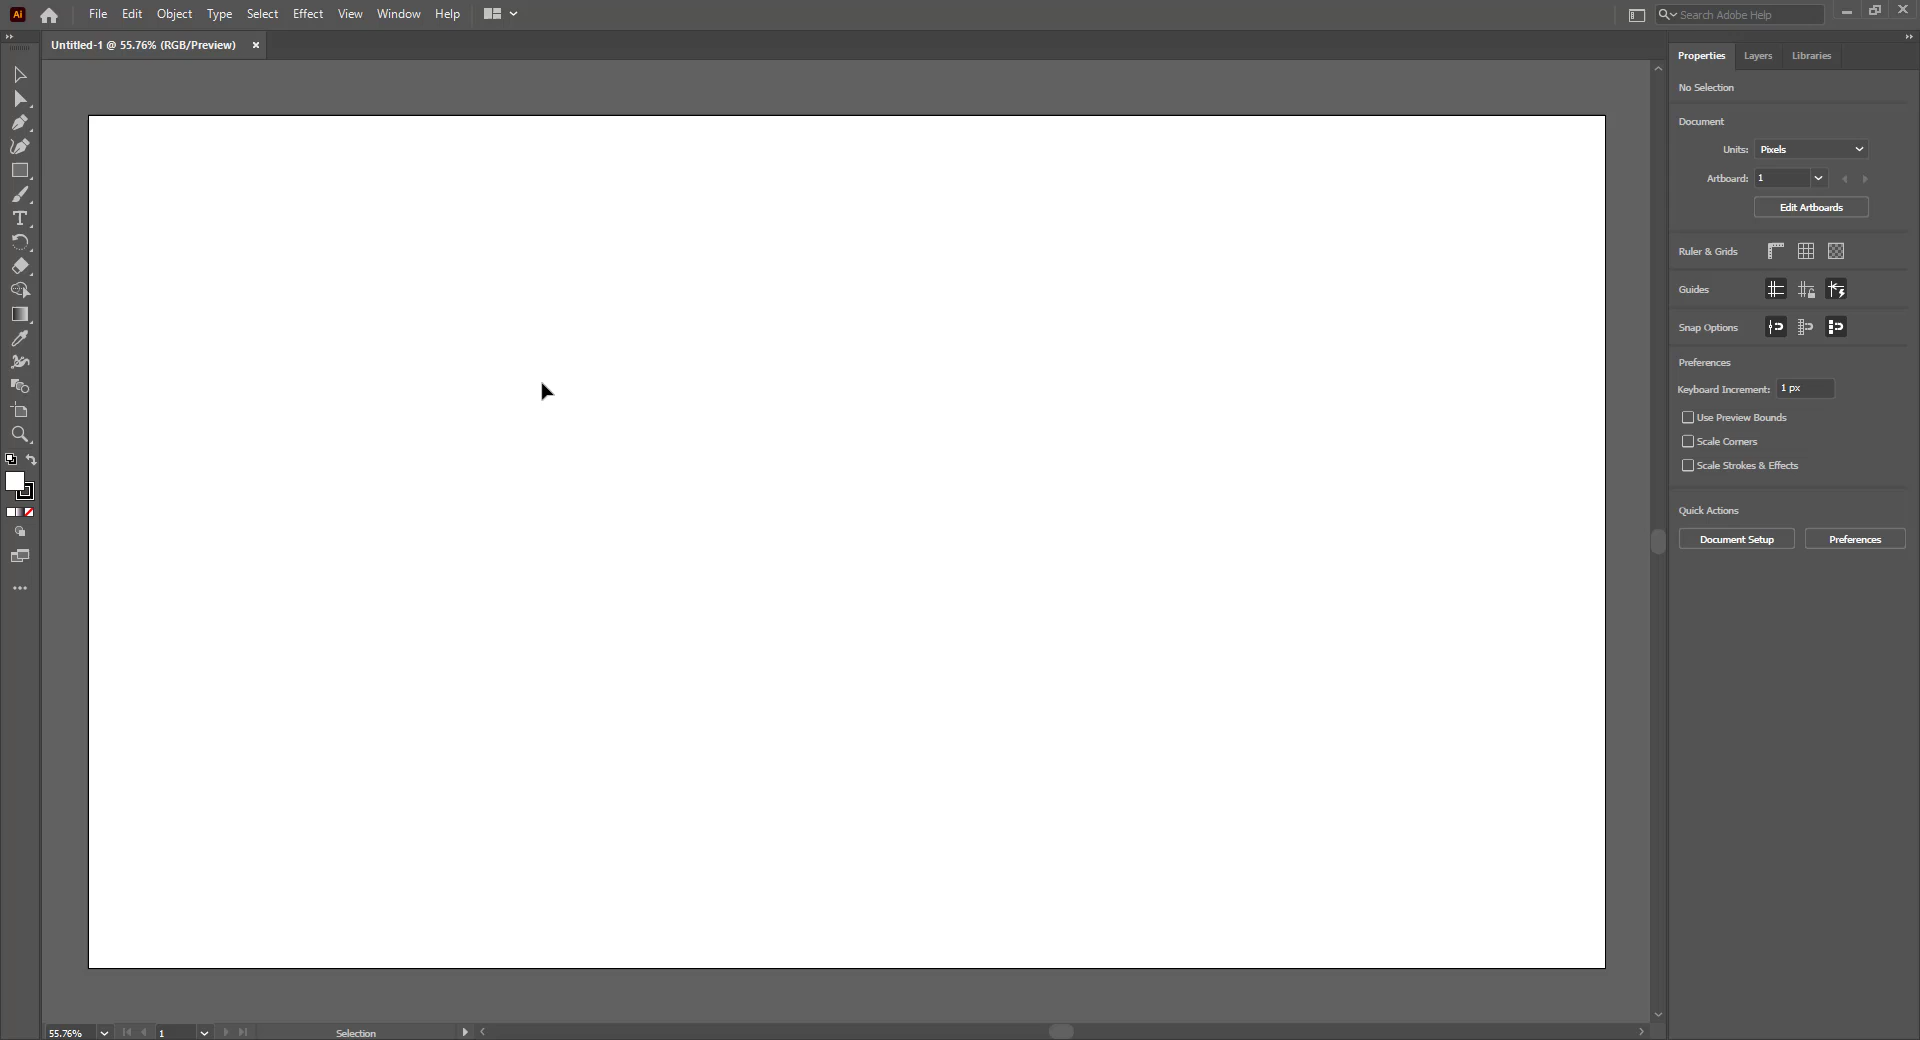 Ai File Edit Object Type Select Effect View Window Help Search Adobe Help
Untitled-1 @ 55.76% (RGB/Preview) ×
Properties Layers Libraries
No Selection
Document
Units: Pixels
Artboard: 1
Edit Artboards
Ruler & Grids
Guides
Snap Options
Preferences
Keyboard Increment: 1 px
Use Preview Bounds
Scale Corners
Scale Strokes & Effects
Quick Actions
Document Setup Preferences
55.76% 1 Selection